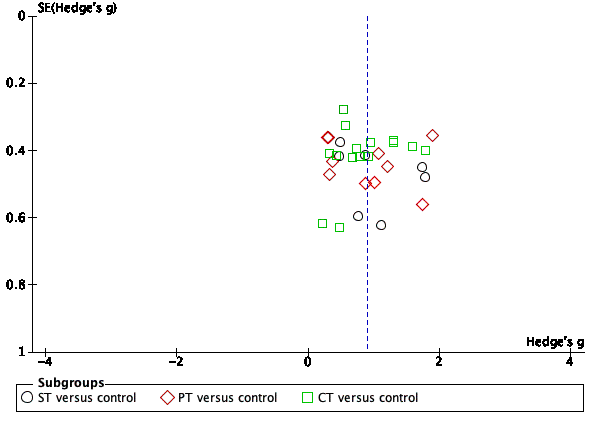 SE(Hedge's g)
0
0.2
0.4
0.6
0.8
1
Hedge's g
-4
-2
0
2
4
Subgroups
ST versus control
PT versus control
CT versus control